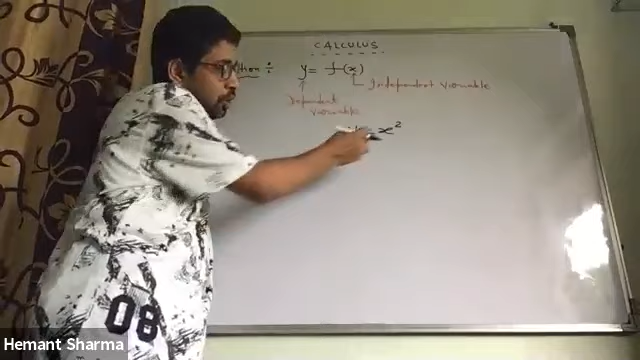 CALCULUS
y = f(x)
Independent variable
Dependent
variable
x²
08
Hemant Sharma